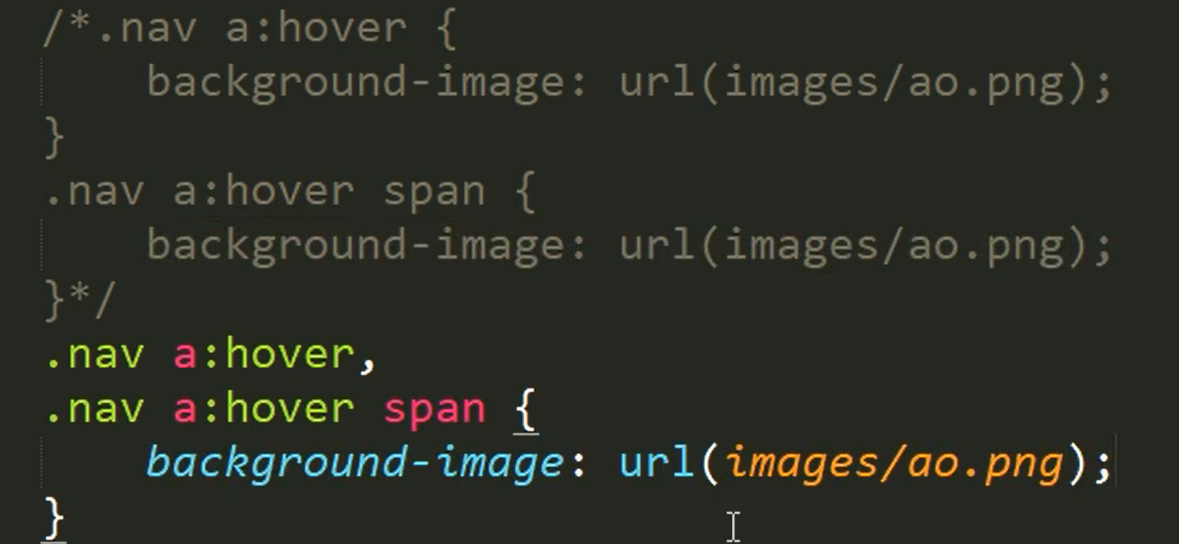 /*.nav a:hover {
    background-image: url(images/ao.png);
}
.nav a:hover span {
    background-image: url(images/ao.png);
}*/
.nav a:hover,
.nav a:hover span {
    background-image: url(images/ao.png);
}